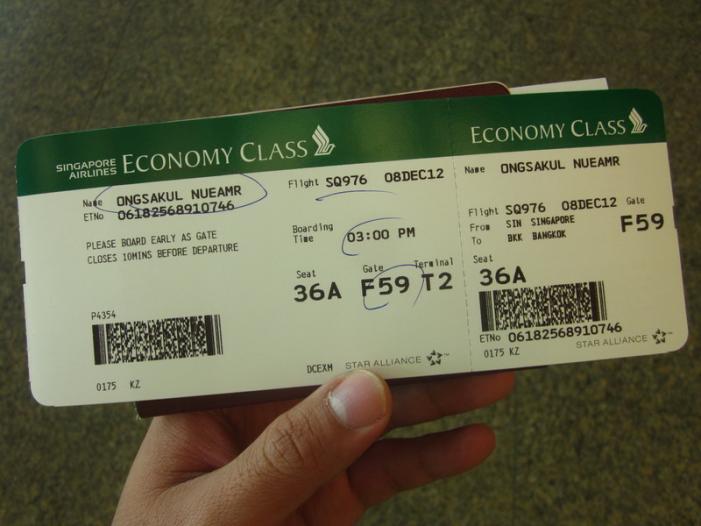 SINGAPORE AIRLINES ECONOMY CLASS
Name ONGSAKUL NUEAMR
ETNo 06182568910746
PLEASE BOARD EARLY AS GATE
CLOSES 10MINS BEFORE DEPARTURE
P4354
0175 KZ
Flight SQ976 08DEC12
Boarding Time 03:00 PM
Seat Gate Terminal
36A F59 T2
DCEXM STAR ALLIANCE
ECONOMY CLASS
Name ONGSAKUL NUEAMR
Flight SQ976 08DEC12 Gate
From SIN SINGAPORE F59
To BKK BANGKOK
Seat
36A
ETNo 06182568910746
0175 KZ STAR ALLIANCE